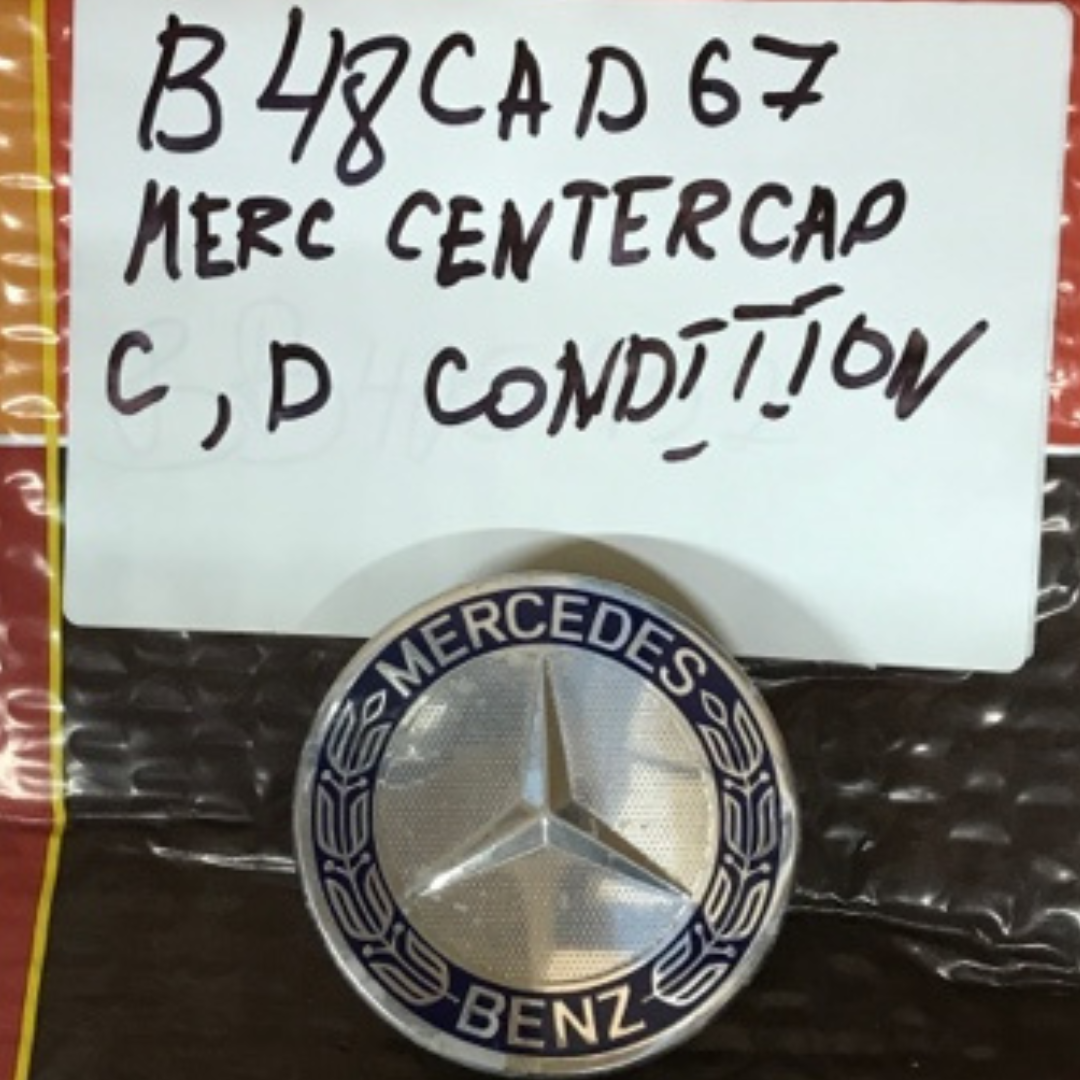 B48CAD67
MERC CENTERCAP
C, D CONDITION
MERCEDES
BENZ